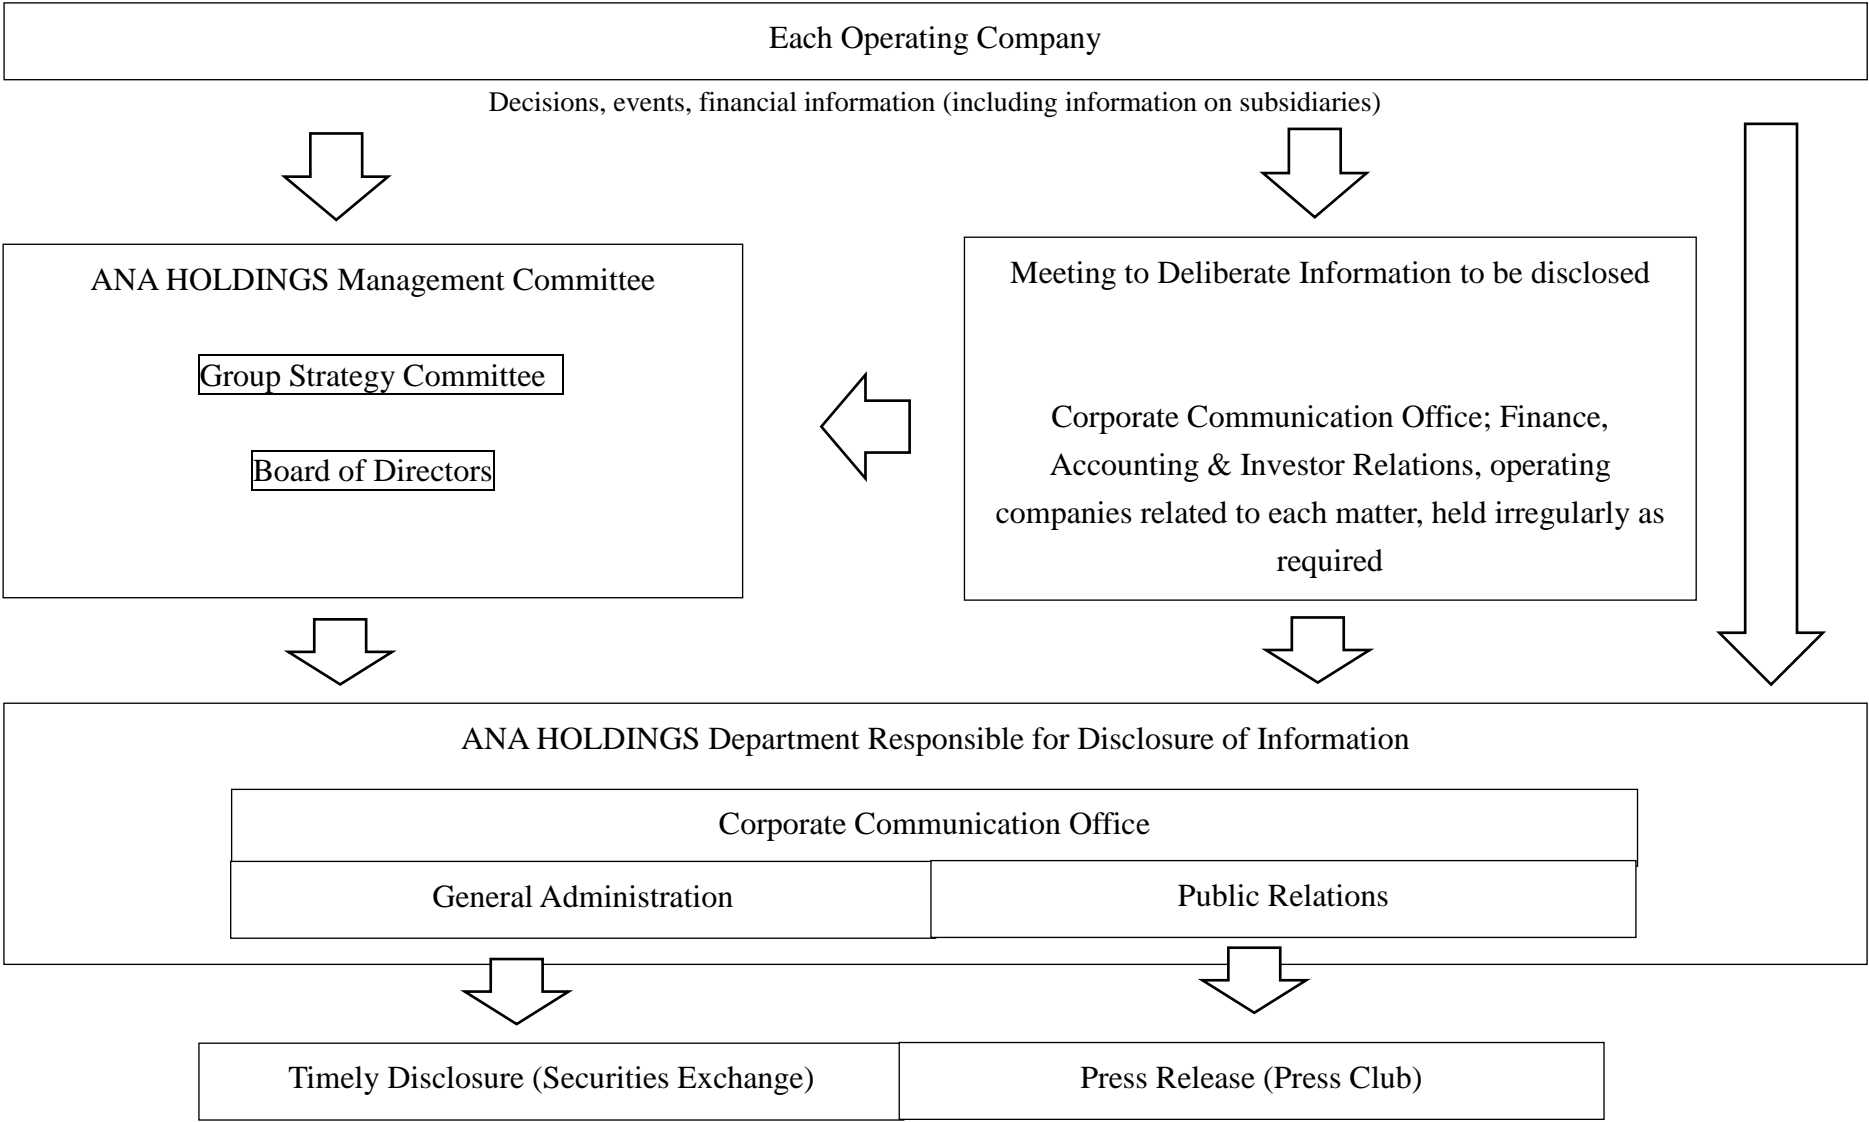 Each Operating Company
Decisions, events, financial information (including information on subsidiaries)
ANA HOLDINGS Management Committee
Group Strategy Committee
Board of Directors
Meeting to Deliberate Information to be disclosed
Corporate Communication Office; Finance,
Accounting & Investor Relations, operating
companies related to each matter, held irregularly as
required
ANA HOLDINGS Department Responsible for Disclosure of Information
Corporate Communication Office
General Administration
Public Relations
Timely Disclosure (Securities Exchange)
Press Release (Press Club)